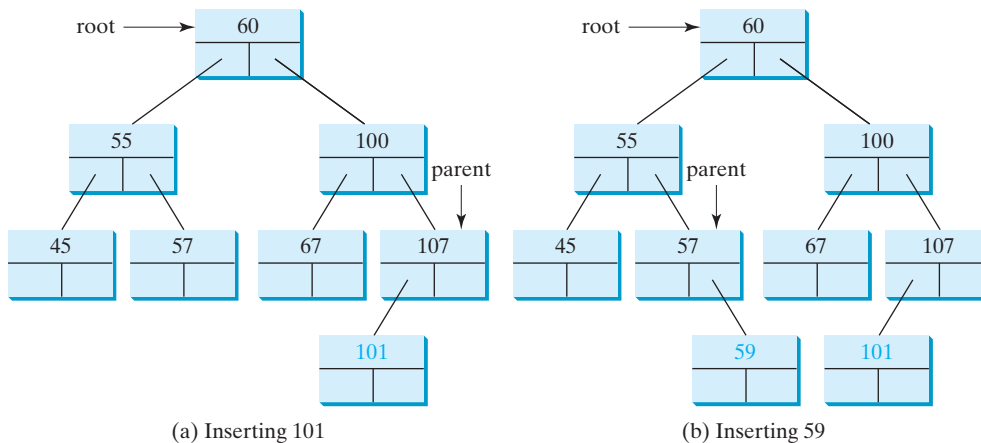 root 60
55 100
parent
45 57 67 107
101
(a) Inserting 101
root 60
55 100
parent
45 57 67 107
59 101
(b) Inserting 59